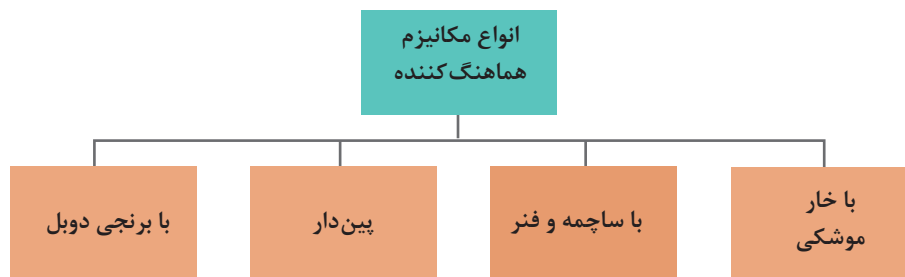 انواع مکانیزم
هماهنگ‌کننده
با خار
موشکی
با ساچمه و فنر
پین‌دار
با برنجی دوبل